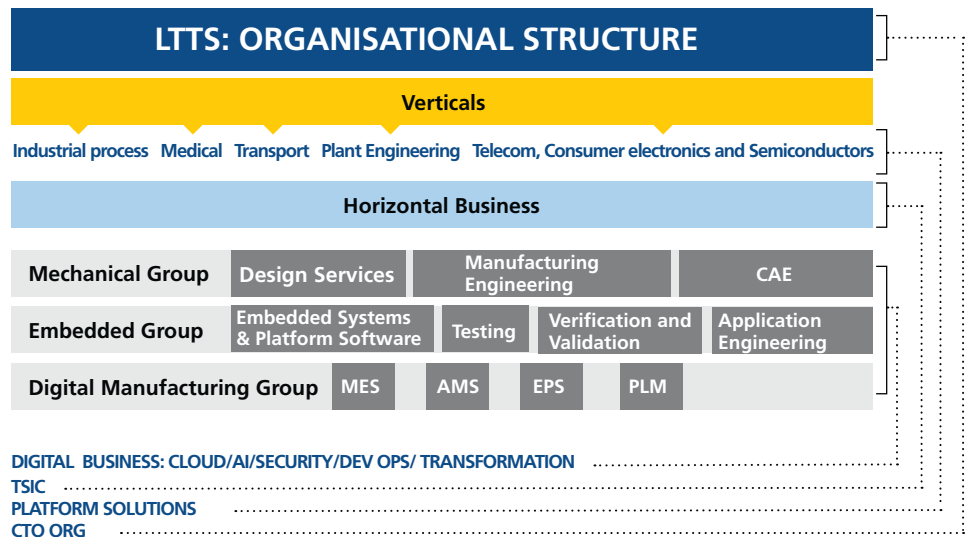 LTTS: ORGANISATIONAL STRUCTURE
Verticals
Industrial process Medical Transport Plant Engineering Telecom, Consumer electronics and Semiconductors
Horizontal Business
Mechanical Group
Design Services
Manufacturing
Engineering
CAE
Embedded Group
Embedded Systems
& Platform Software
Testing
Verification and
Validation
Application
Engineering
Digital Manufacturing Group
MES
AMS
EPS
PLM
DIGITAL BUSINESS: CLOUD/AI/SECURITY/DEV OPS/ TRANSFORMATION
TSIC
PLATFORM SOLUTIONS
CTO ORG